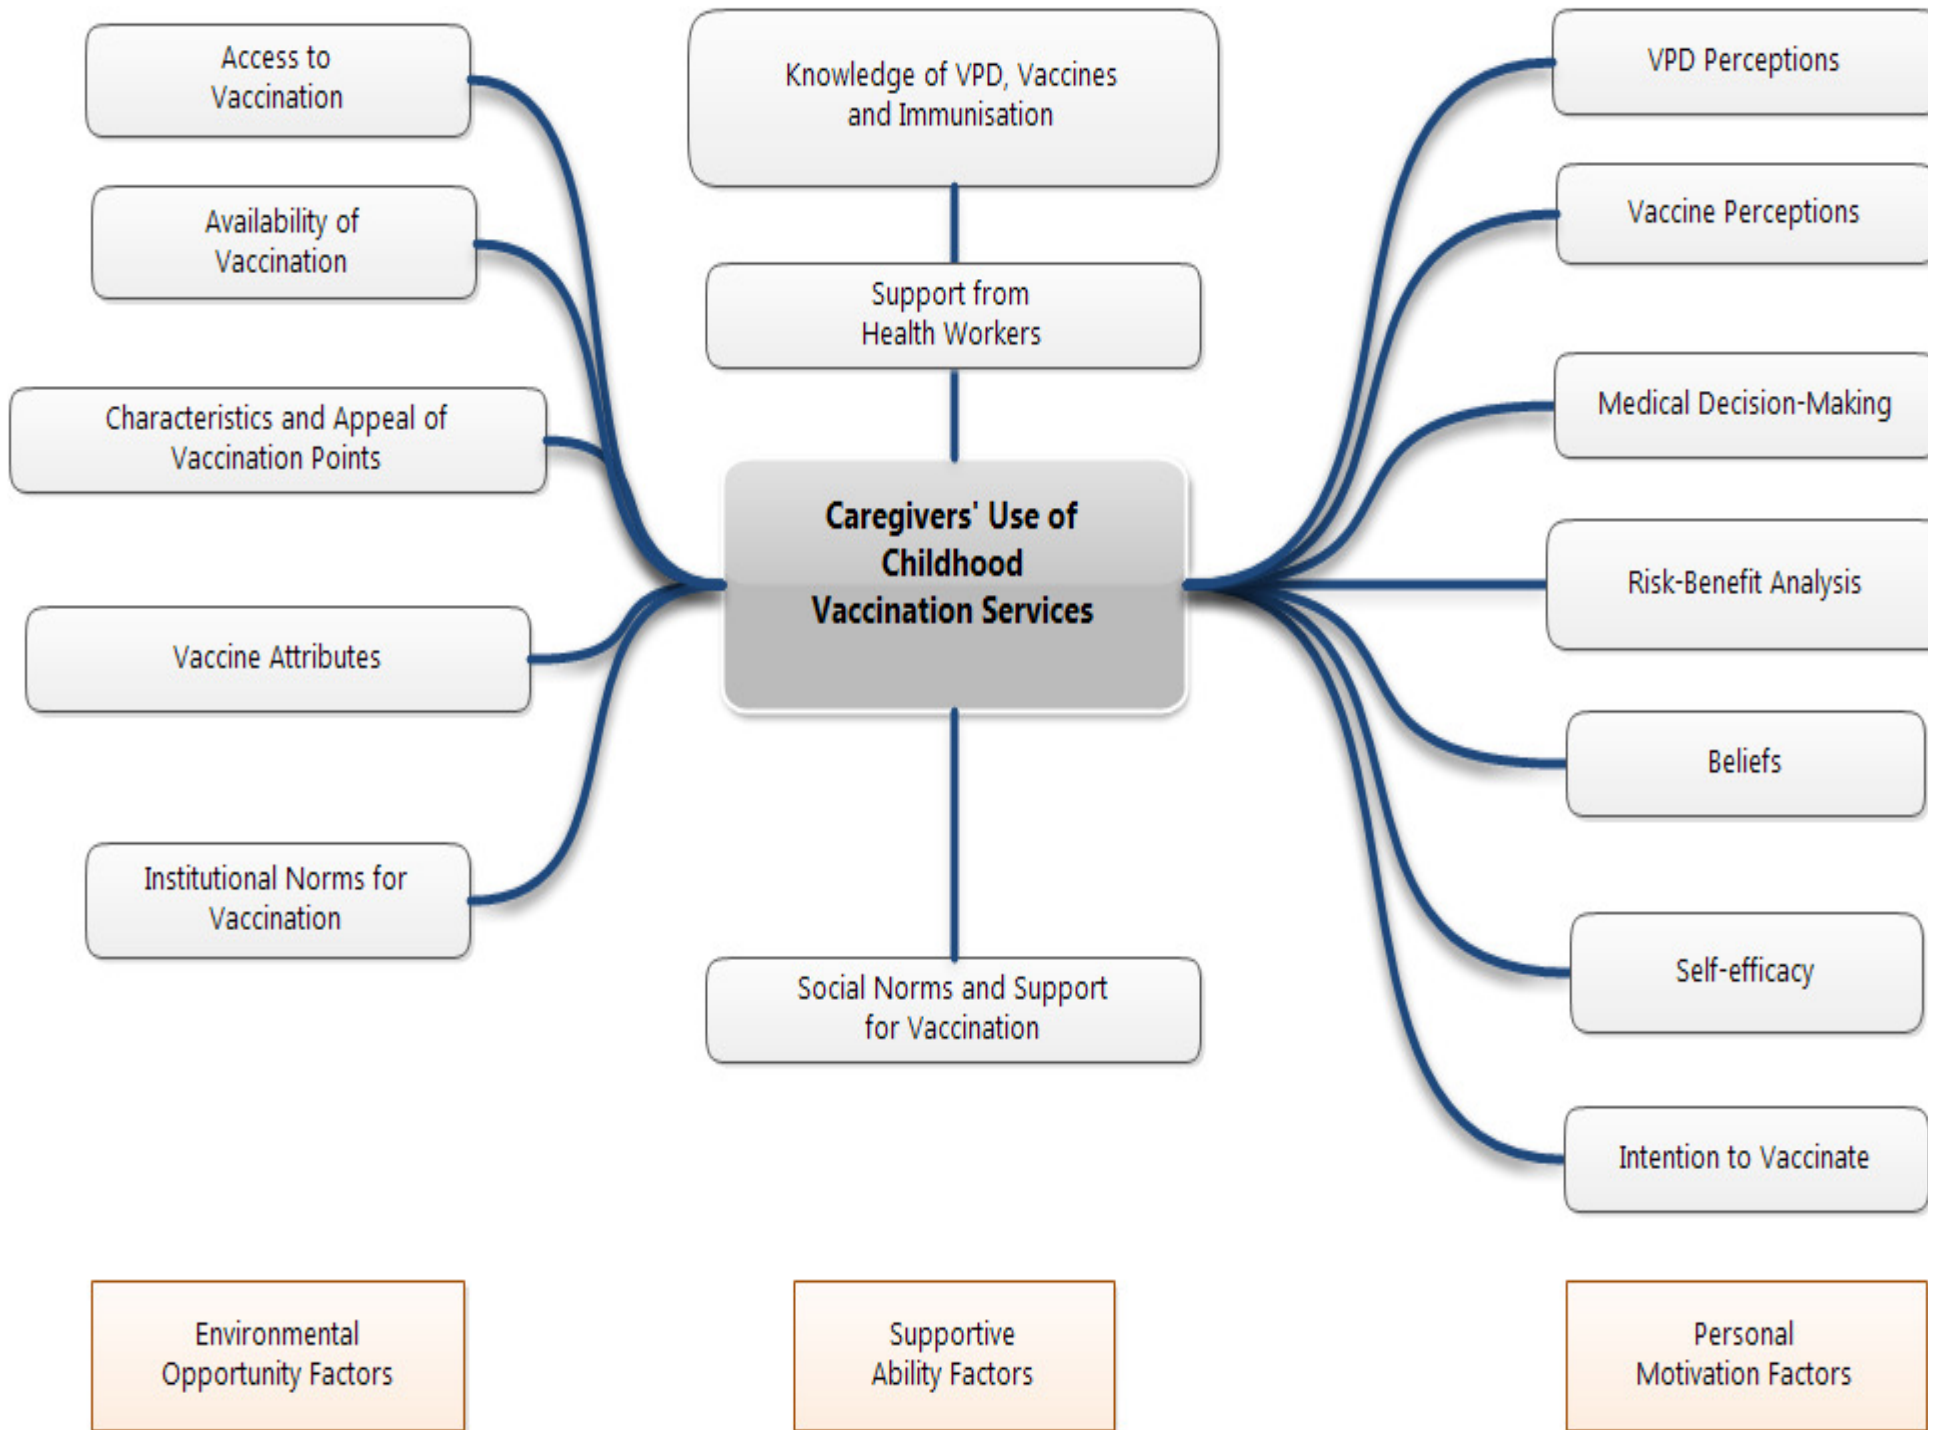 Access to
Vaccination
Availability of
Vaccination
Characteristics and Appeal of
Vaccination Points
Vaccine Attributes
Institutional Norms for
Vaccination
Knowledge of VPD, Vaccines
and Immunisation
Support from
Health Workers
Caregivers' Use of
Childhood
Vaccination Services
Social Norms and Support
for Vaccination
VPD Perceptions
Vaccine Perceptions
Medical Decision-Making
Risk-Benefit Analysis
Beliefs
Self-efficacy
Intention to Vaccinate
Environmental
Opportunity Factors
Supportive
Ability Factors
Personal
Motivation Factors